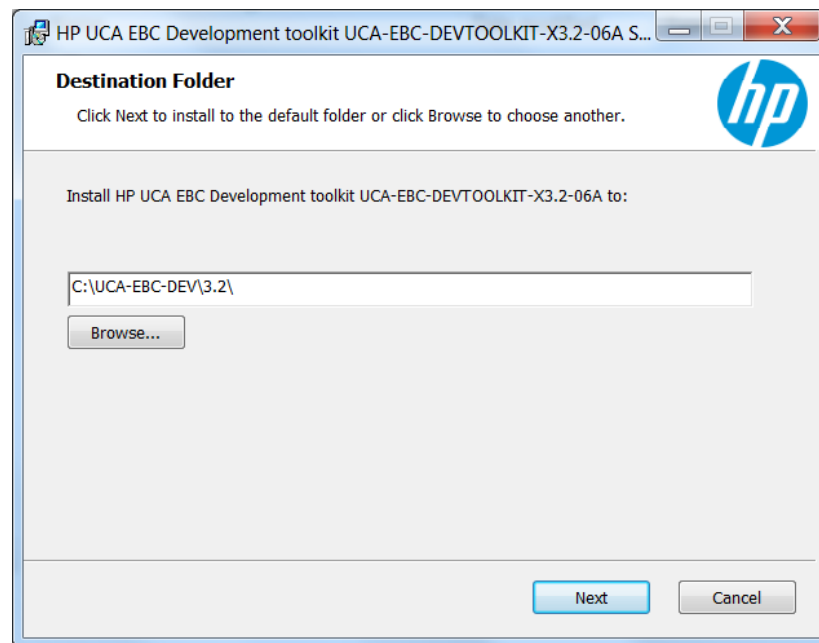 HP UCA EBC Development toolkit UCA-EBC-DEVTOOLKIT-X3.2-06A S...
Destination Folder
Click Next to install to the default folder or click Browse to choose another.
hp
Install HP UCA EBC Development toolkit UCA-EBC-DEVTOOLKIT-X3.2-06A to:
C:\UCA-EBC-DEV\3.2\
Browse...
Next Cancel